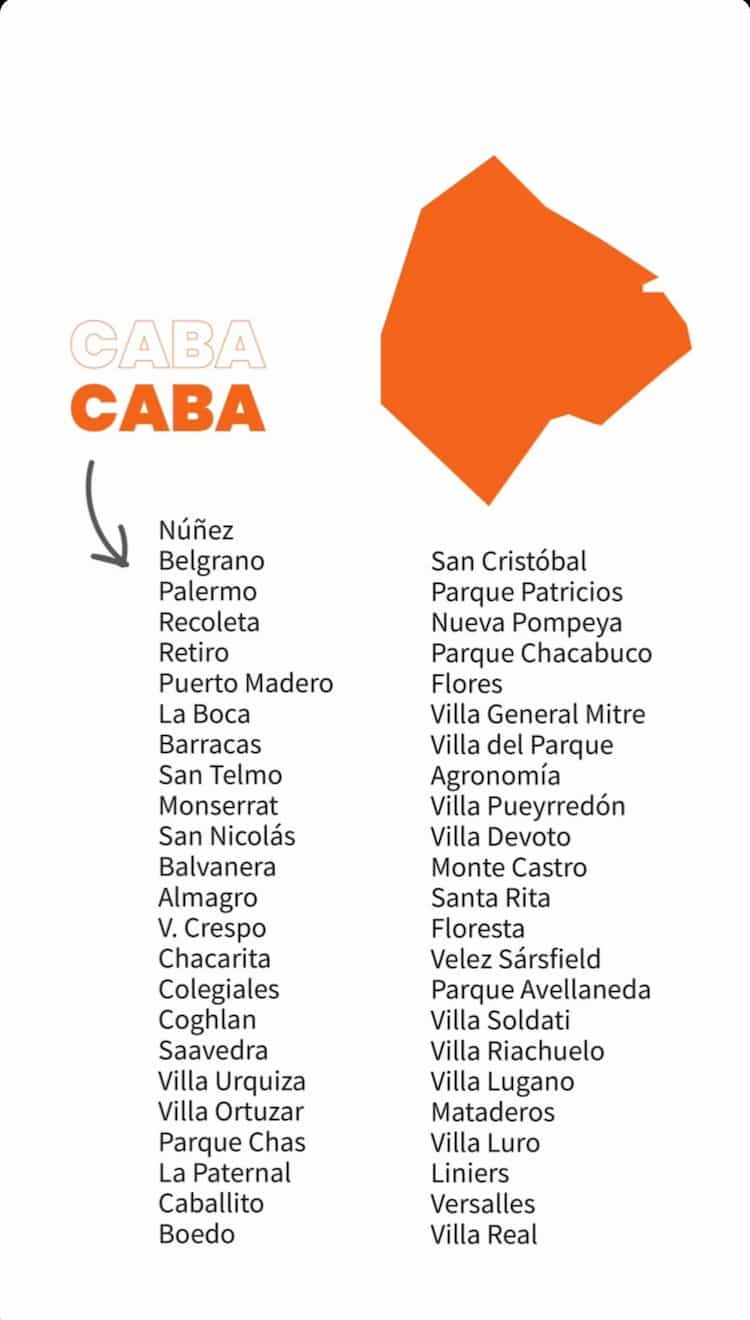 CABA
CABA
Núñez
Belgrano
Palermo
Recoleta
Retiro
Puerto Madero
La Boca
Barracas
San Telmo
Monserrat
San Nicolás
Balvanera
Almagro
V. Crespo
Chacarita
Colegiales
Coghlan
Saavedra
Villa Urquiza
Villa Ortuzar
Parque Chas
La Paternal
Caballito
Boedo
San Cristóbal
Parque Patricios
Nueva Pompeya
Parque Chacabuco
Flores
Villa General Mitre
Villa del Parque
Agronomía
Villa Pueyrredón
Villa Devoto
Monte Castro
Santa Rita
Floresta
Velez Sársfield
Parque Avellaneda
Villa Soldati
Villa Riachuelo
Villa Lugano
Mataderos
Villa Luro
Liniers
Versalles
Villa Real